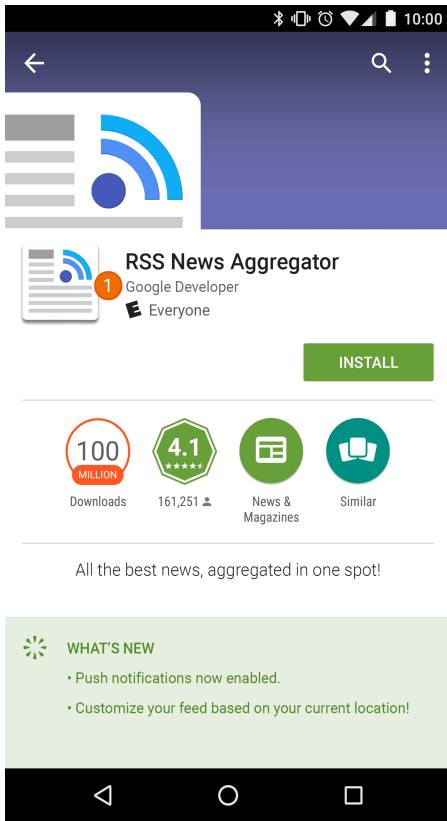 10:00
RSS News Aggregator
1
Google Developer
E Everyone
INSTALL
100
MILLION
Downloads
4.1
161,251
News &
Magazines
Similar
All the best news, aggregated in one spot!
WHAT'S NEW
• Push notifications now enabled.
• Customize your feed based on your current location!